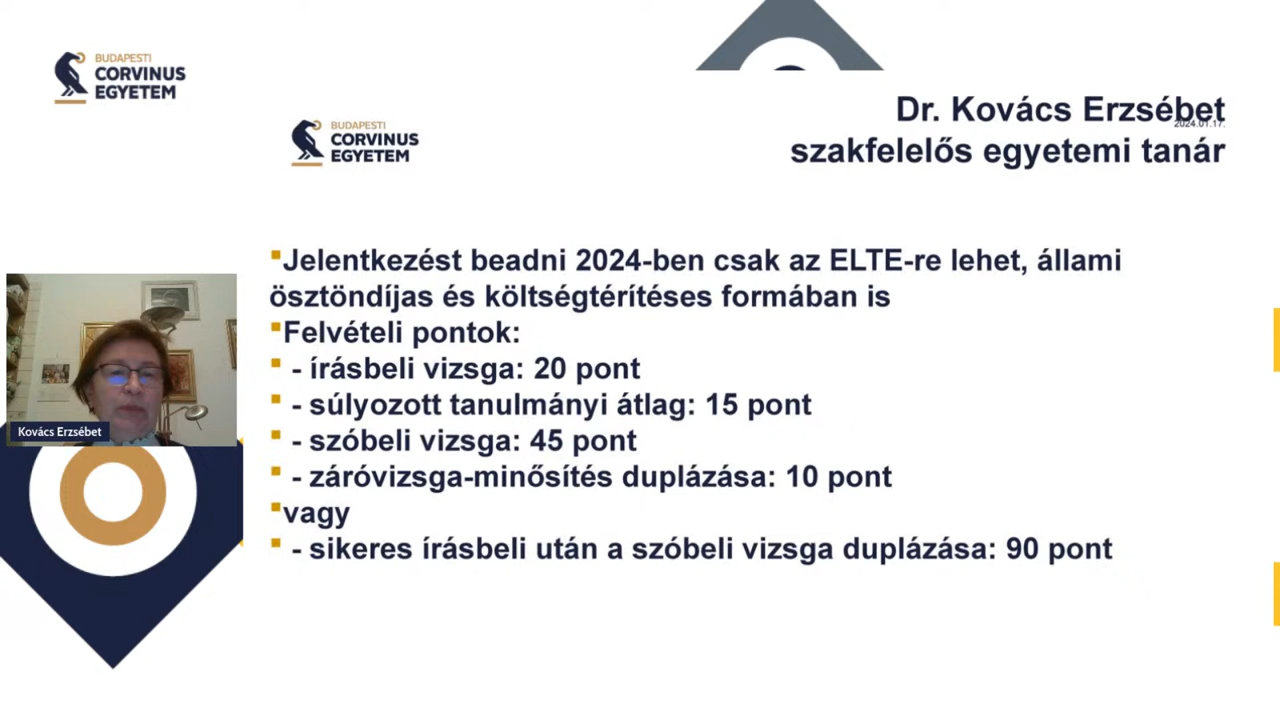 BUDAPESTI
CORVINUS
EGYETEM
BUDAPESTI
CORVINUS
EGYETEM
Dr. Kovács Erzsébet
2024.01.17.
szakfelelős egyetemi tanár
Jelentkezést beadni 2024-ben csak az ELTE-re lehet, állami
ösztöndíjas és költségtérítéses formában is
Felvételi pontok:
- írásbeli vizsga: 20 pont
- súlyozott tanulmányi átlag: 15 pont
- szóbeli vizsga: 45 pont
- záróvizsga-minősítés duplázása: 10 pont
vagy
- sikeres írásbeli után a szóbeli vizsga duplázása: 90 pont
Kovács Erzsébet